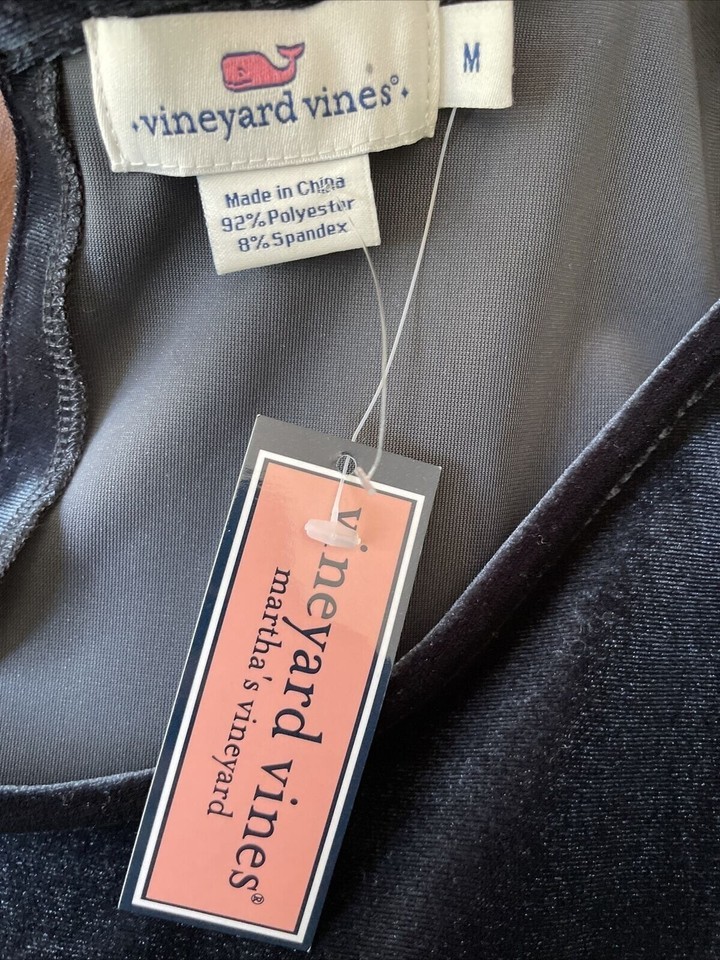 ·vineyard vines®·
M
Made in China
92% Polyester
8% Spandex
vineyard vines®
martha's vineyard